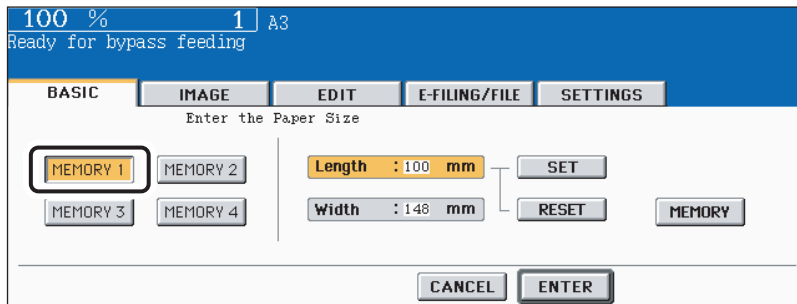 100 % 1 A3
Ready for bypass feeding
BASIC IMAGE EDIT E-FILING/FILE SETTINGS
Enter the Paper Size
MEMORY 1 MEMORY 2 Length :100 mm SET
MEMORY 3 MEMORY 4 Width :148 mm RESET MEMORY
CANCEL ENTER